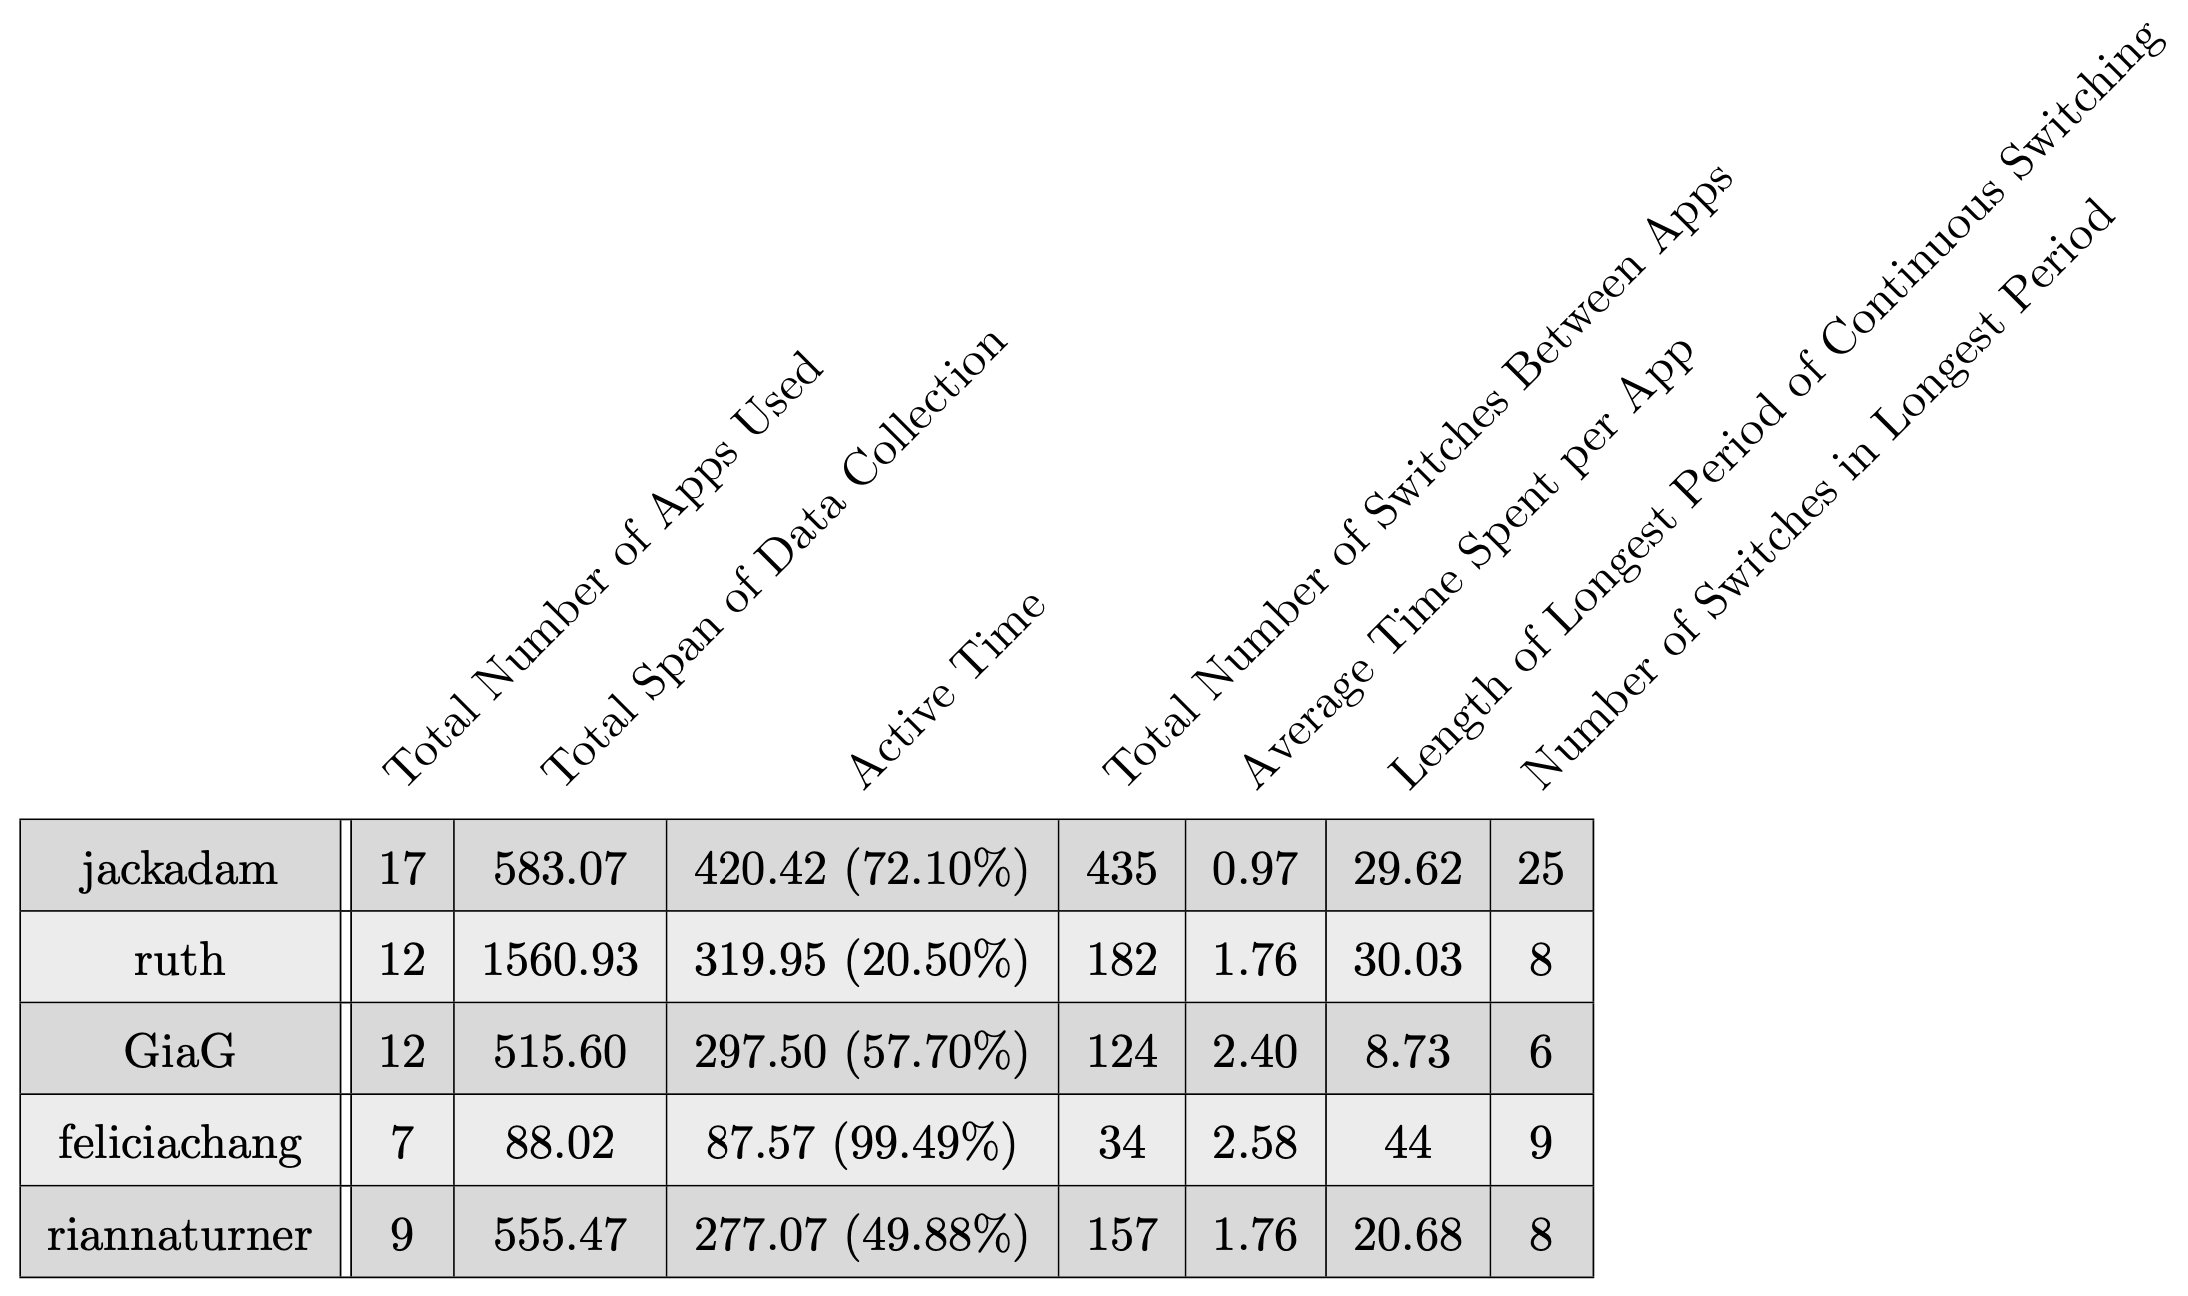 Total Number of Apps Used
Total Span of Data Collection
Active Time
Total Number of Switches Between Apps
Average Time Spent per App
Length of Longest Period of Continuous Switching
Number of Switches in Longest Period
jackadam 17 583.07 420.42 (72.10%) 435 0.97 29.62 25
ruth 12 1560.93 319.95 (20.50%) 182 1.76 30.03 8
GiaG 12 515.60 297.50 (57.70%) 124 2.40 8.73 6
feliciachang 7 88.02 87.57 (99.49%) 34 2.58 44 9
riannaturner 9 555.47 277.07 (49.88%) 157 1.76 20.68 8